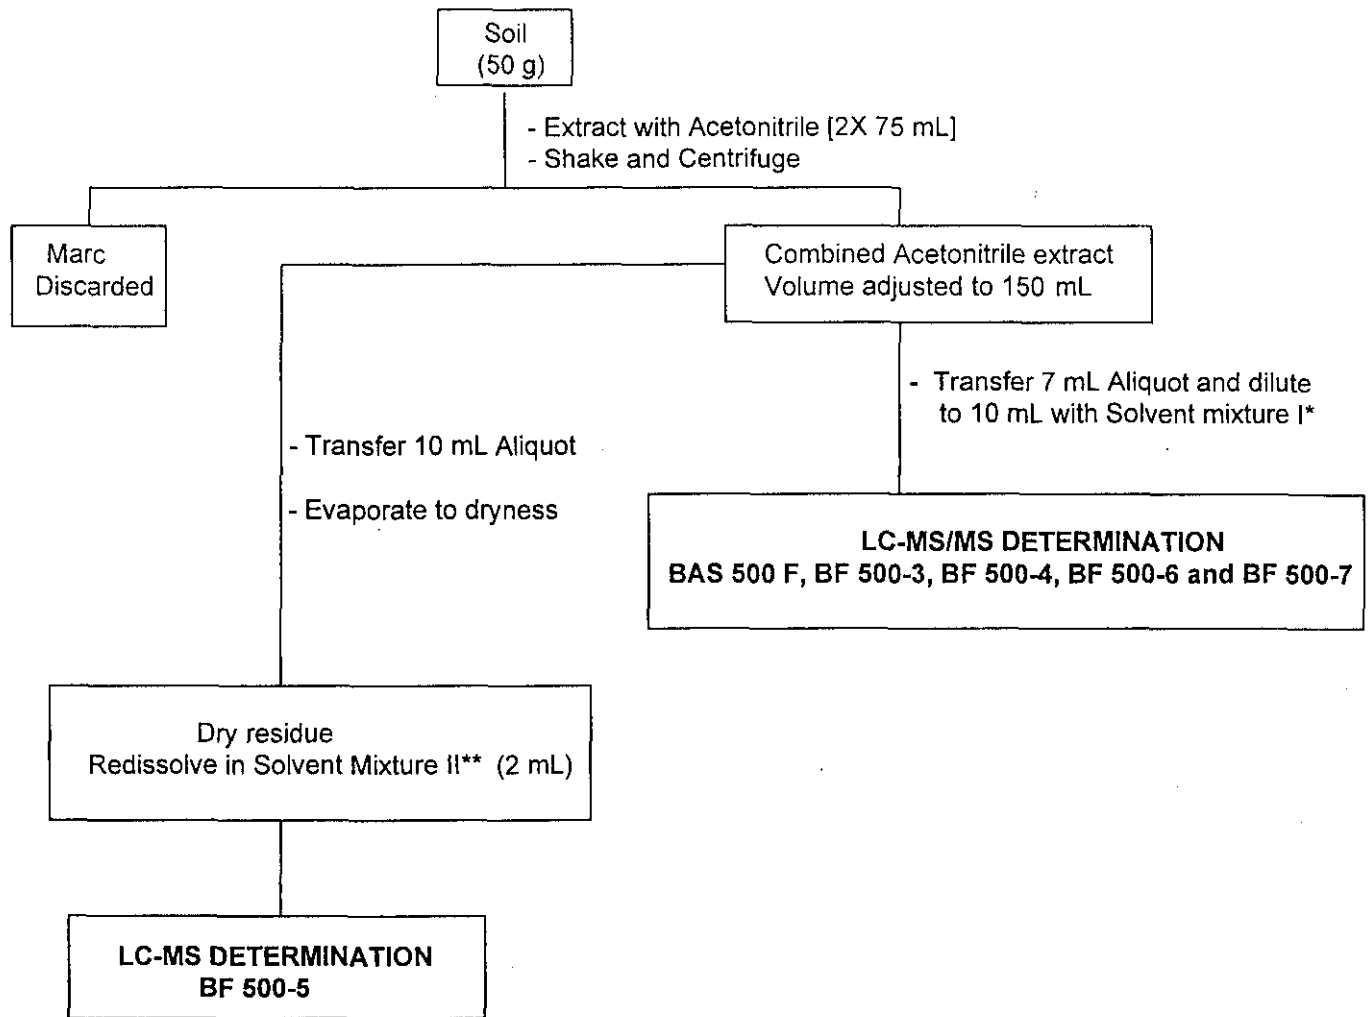 Soil
(50 g)
- Extract with Acetonitrile [2X 75 mL]
- Shake and Centrifuge
Marc
Discarded
Combined Acetonitrile extract
Volume adjusted to 150 mL
- Transfer 7 mL Aliquot and dilute
to 10 mL with Solvent mixture I*
- Transfer 10 mL Aliquot
- Evaporate to dryness
LC-MS/MS DETERMINATION
BAS 500 F, BF 500-3, BF 500-4, BF 500-6 and BF 500-7
Dry residue
Redissolve in Solvent Mixture II** (2 mL)
LC-MS DETERMINATION
BF 500-5